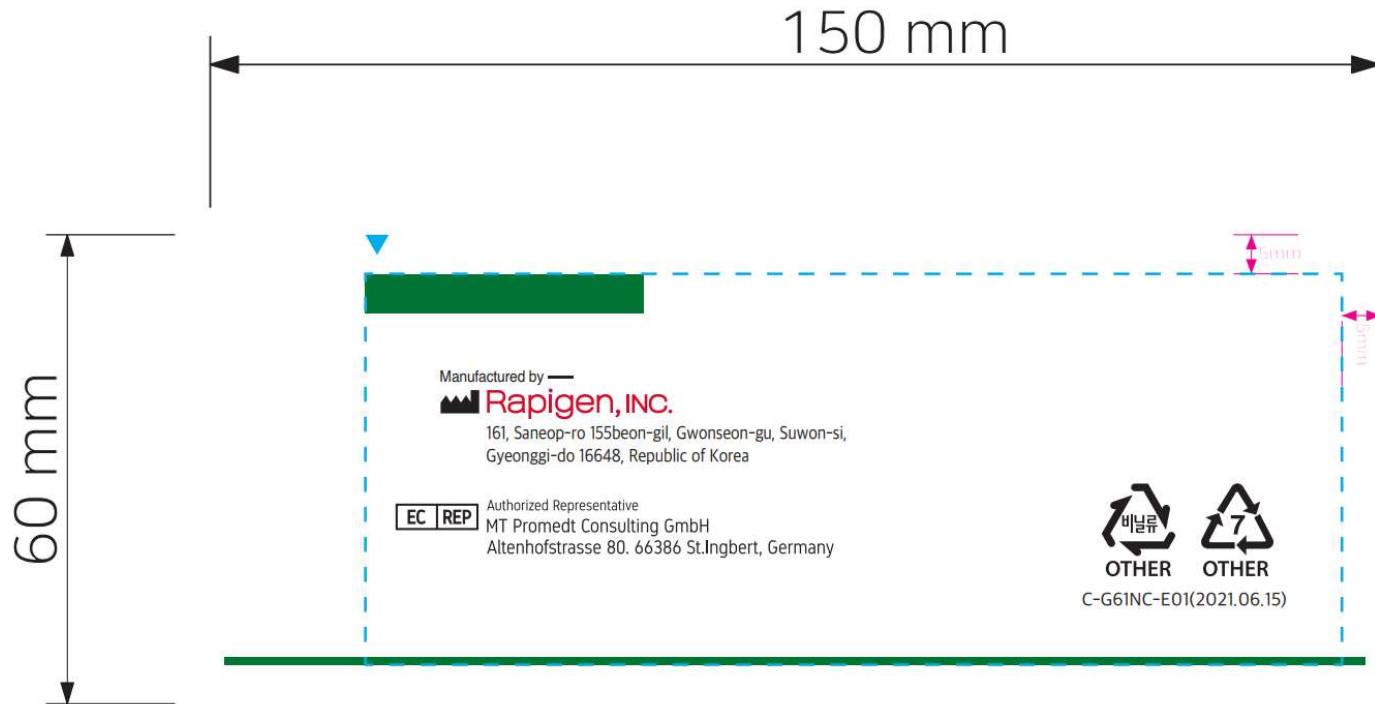 150 mm
5mm
5mm
60 mm
Manufactured by
Rapigen, INC.
161, Saneop-ro 155beon-gil, Gwonseon-gu, Suwon-si,
Gyeonggi-do 16648, Republic of Korea
EC REP
Authorized Representative
MT Promedt Consulting GmbH
Altenhofstrasse 80. 66386 St.Ingbert, Germany
비닐류 7
OTHER OTHER
C-G61NC-E01(2021.06.15)